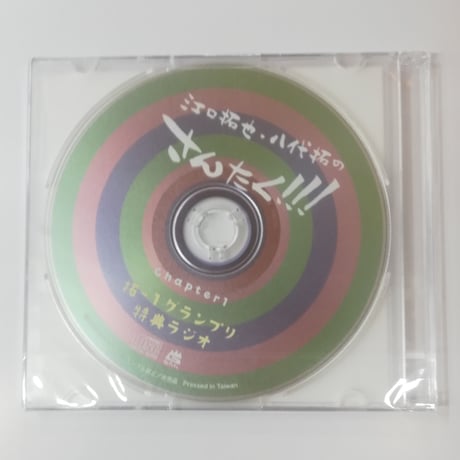 江口拓也・八代拓の
さんたく!!!
Chapter1
拓-1グランプリ
特典ラジオ
Printed in Taiwan